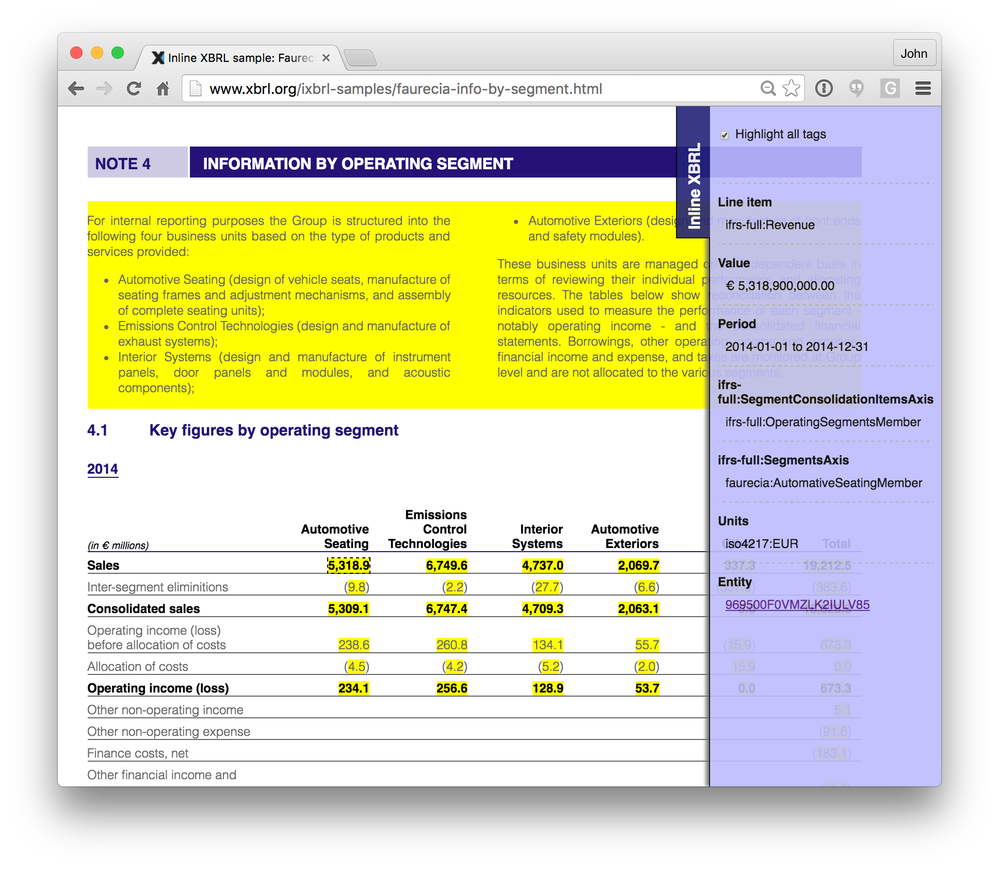 Inline XBRL sample: Faureci
John
www.xbrl.org/ixbrl-samples/faurecia-info-by-segment.html
NOTE 4
INFORMATION BY OPERATING SEGMENT
For internal reporting purposes the Group is structured into the
following four business units based on the type of products and
services provided:
• Automotive Seating (design of vehicle seats, manufacture of
seating frames and adjustment mechanisms, and assembly
of complete seating units);
• Emissions Control Technologies (design and manufacture of
exhaust systems);
• Interior Systems (design and manufacture of instrument
panels, door panels and modules, and acoustic
components);
• Automotive Exteriors (design and manufacture of front ends
and safety modules).
These business units are managed on independent basis in
terms of reviewing their individual performance and allocating
resources. The tables below show reconciliation between the
indicators used to measure the performance of each segment -
notably operating income - and the consolidated financial
statements. Borrowings, other operating income and expense,
financial income and expense, and taxes are monitored at Group
level and are not allocated to the various segments.
4.1 Key figures by operating segment
2014
(in € millions) Automotive Seating Emissions Control Technologies Interior Systems Automotive Exteriors Total
Sales 5,318.9 6,749.6 4,737.0 2,069.7 337.3 19,212.5
Inter-segment eliminitions (9.8) (2.2) (27.7) (6.6) (383.6)
Consolidated sales 5,309.1 6,747.4 4,709.3 2,063.1
Operating income (loss)
before allocation of costs 238.6 260.8 134.1 55.7 (15.9) 673.3
Allocation of costs (4.5) (4.2) (5.2) (2.0) 15.9 0.0
Operating income (loss) 234.1 256.6 128.9 53.7 0.0 673.3
Other non-operating income 5.1
Other non-operating expense (91.6)
Finance costs, net (183.1)
Other financial income and
Inline XBRL
Highlight all tags
Line item
ifrs-full:Revenue
Value
€ 5,318,900,000.00
Period
2014-01-01 to 2014-12-31
ifrs-
full:SegmentConsolidationItemsAxis
ifrs-full:OperatingSegmentsMember
ifrs-full:SegmentsAxis
faurecia:AutomativeSeatingMember
Units
iso4217:EUR
Entity
969500F0VMZLK2IULV85
G